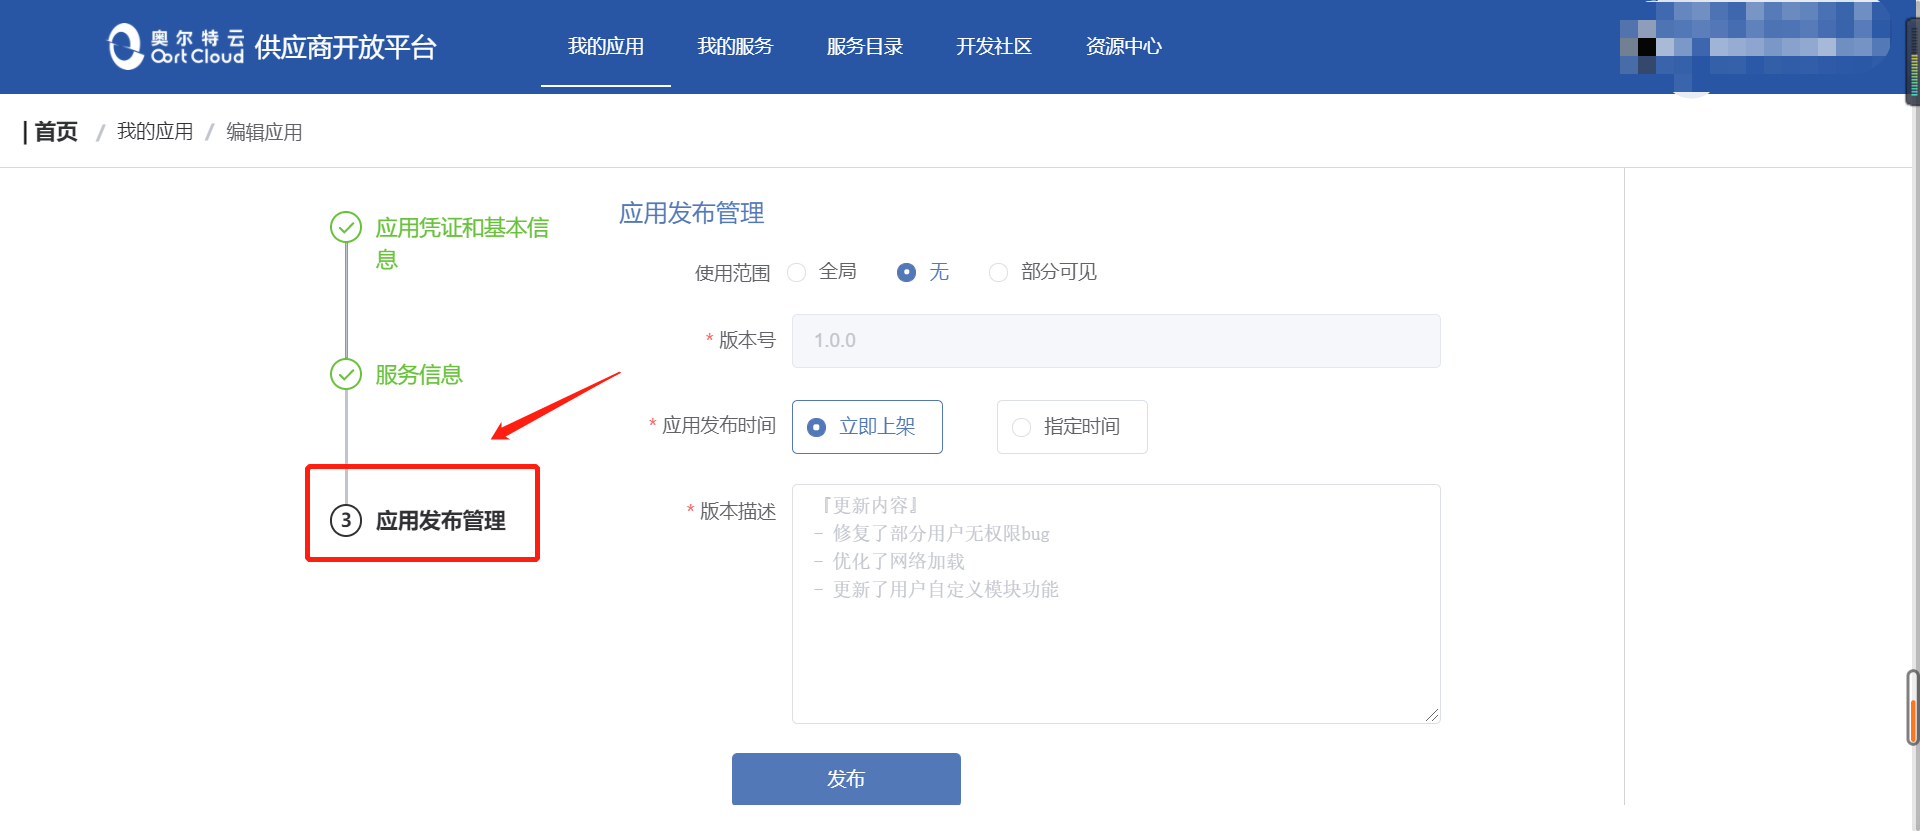 奥尔特云
Oort Cloud
供应商开放平台
我的应用
我的服务
服务目录
开发社区
资源中心
首页 / 我的应用 / 编辑应用
应用凭证和基本信
息
服务信息
3 应用发布管理
应用发布管理
使用范围 全局 无 部分可见
* 版本号 1.0.0
* 应用发布时间 立即上架 指定时间
* 版本描述
『更新内容』
- 修复了部分用户无权限bug
- 优化了网络加载
- 更新了用户自定义模块功能
发布